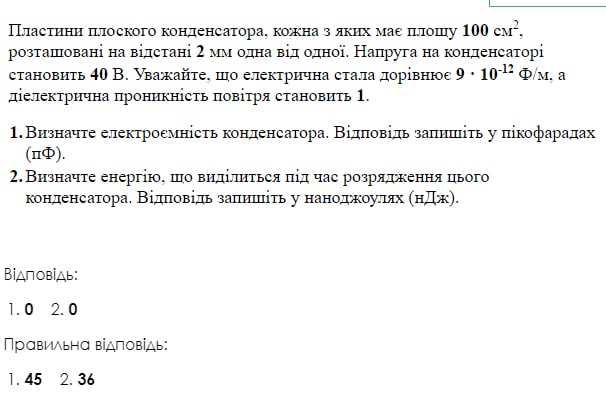 Пластини плоского конденсатора, кожна з яких має площу 100 см²,
розташовані на відстані 2 мм одна від одної. Напруга на конденсаторі
становить 40 В. Уважайте, що електрична стала дорівнює 9 · 10⁻¹² Ф/м, а
діелектрична проникність повітря становить 1.
1. Визначте електроємність конденсатора. Відповідь запишіть у пікофарадах
(пФ).
2. Визначте енергію, що виділиться під час розрядження цього
конденсатора. Відповідь запишіть у наноджоулях (нДж).
Відповідь:
1. 0 2. 0
Правильна відповідь:
1. 45 2. 36